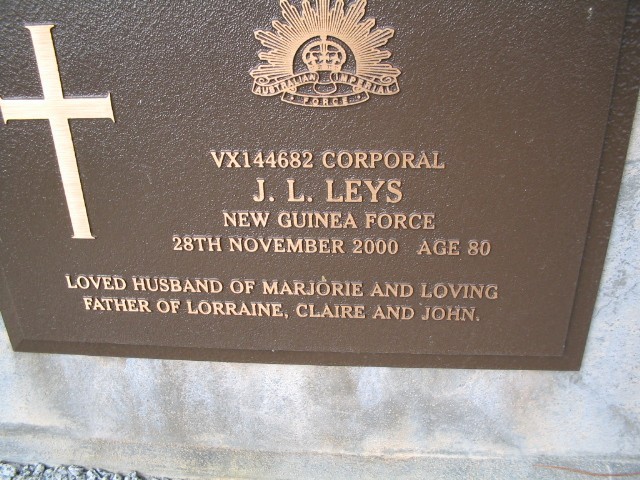 AUSTRALIAN IMPERIAL
FORCE
VX144682 CORPORAL
J. L. LEYS
NEW GUINEA FORCE
28TH NOVEMBER 2000 AGE 80
LOVED HUSBAND OF MARJORIE AND LOVING
FATHER OF LORRAINE, CLAIRE AND JOHN.